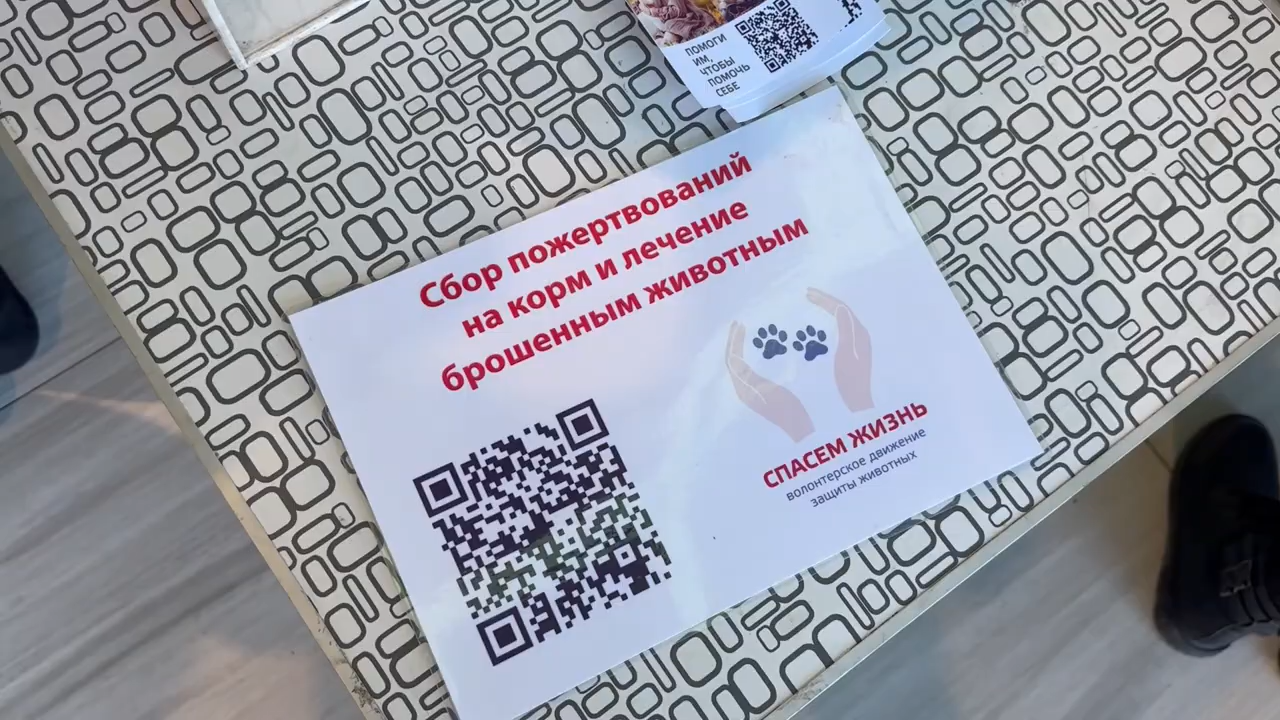 ПОМОГИ
ИМ,
ЧТОБЫ
ПОМОЧЬ
СЕБЕ
Сбор пожертвований
на корм и лечение
брошенным животным
СПАСЕМ ЖИЗНЬ
волонтерское движение
защиты животных